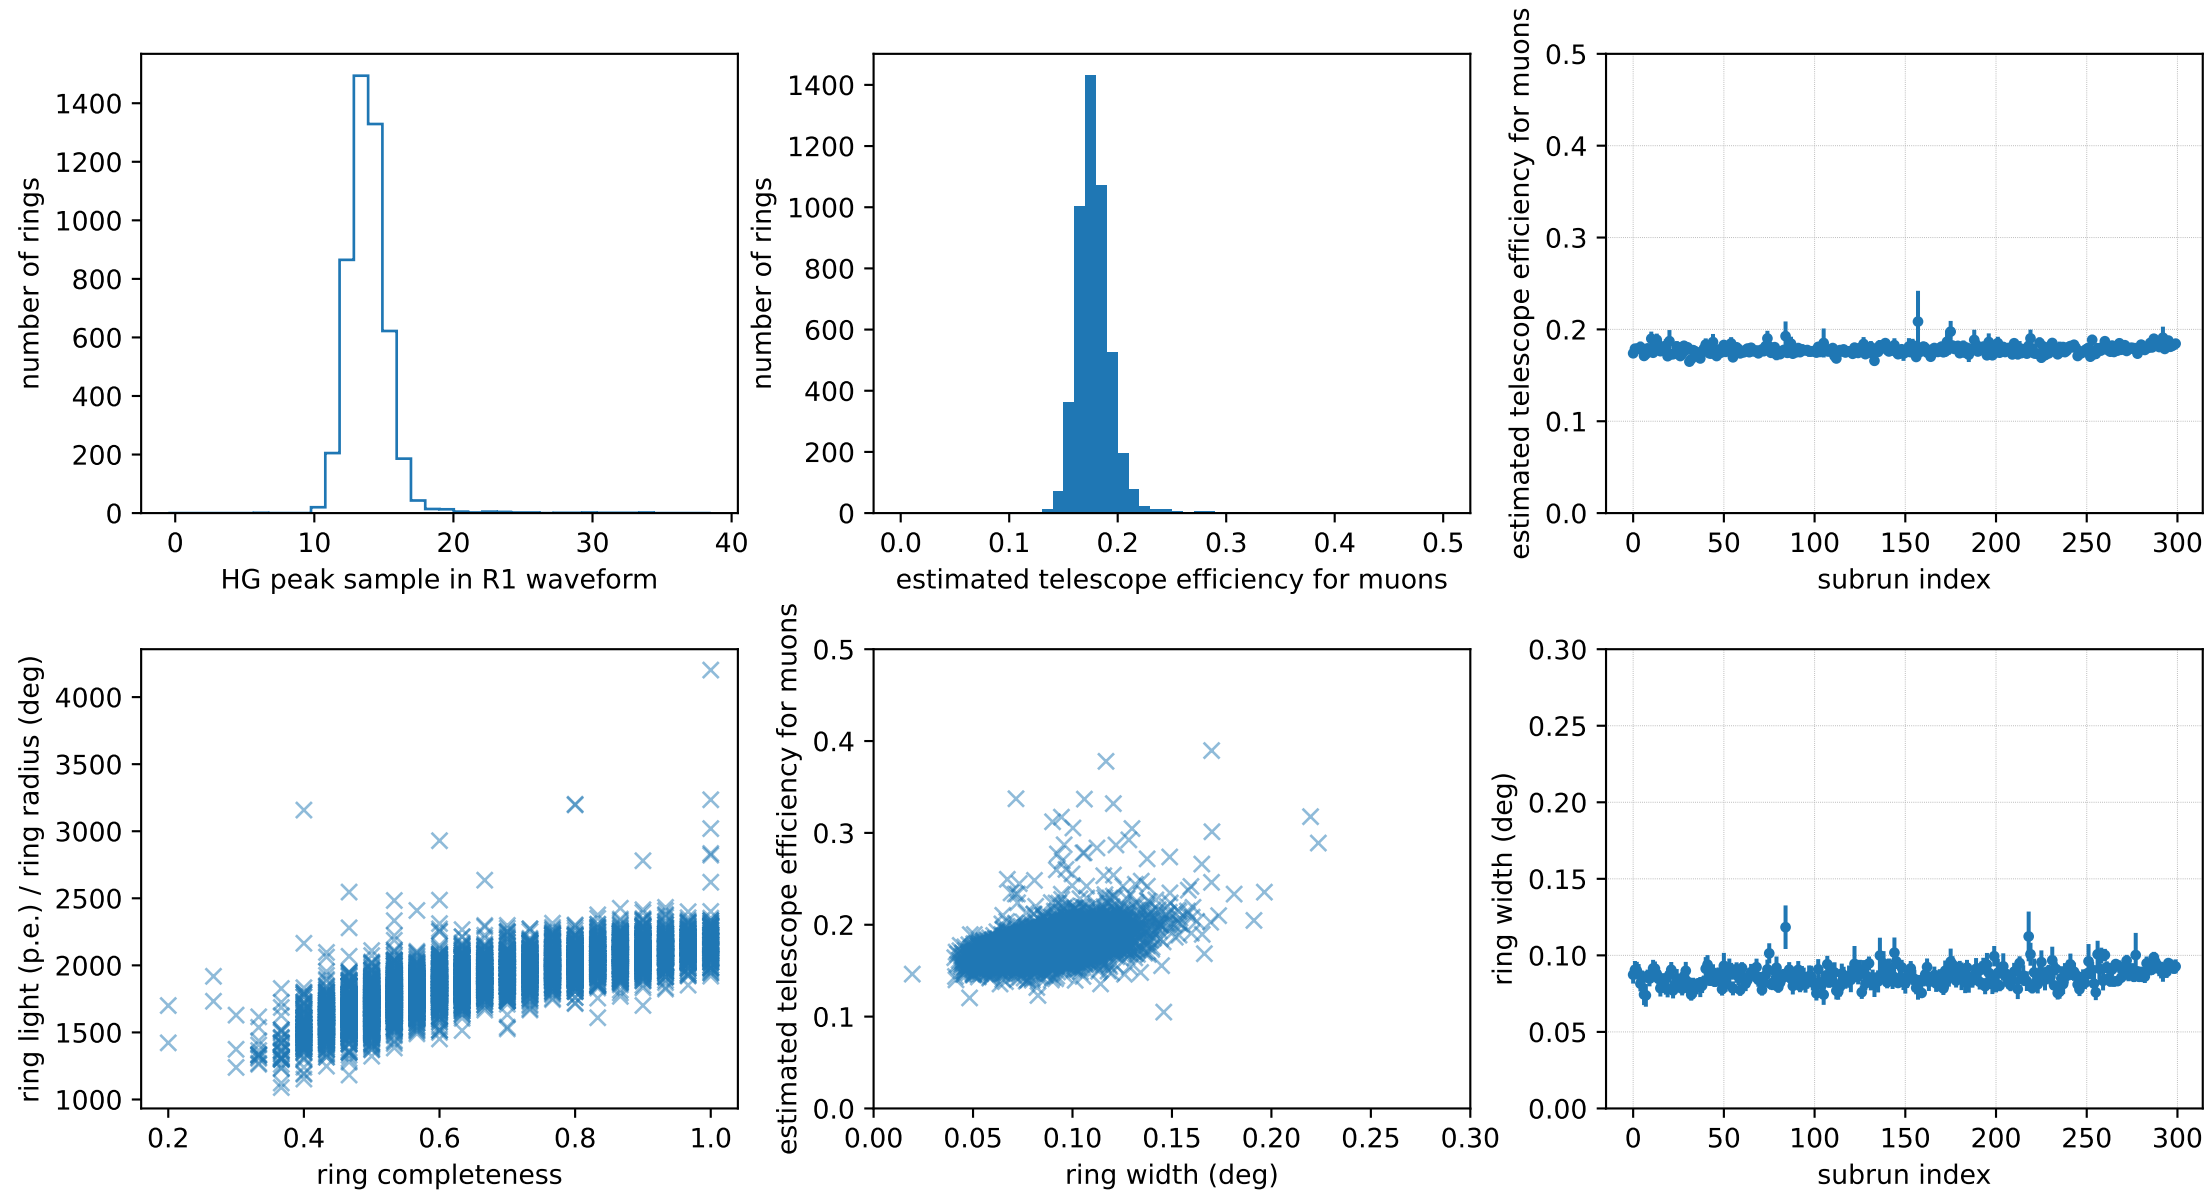 number of rings
1400
1200
1000
800
600
400
200
0
0 10 20 30 40
HG peak sample in R1 waveform
number of rings
1400
1200
1000
800
600
400
200
0
0.0 0.1 0.2 0.3 0.4 0.5
estimated telescope efficiency for muons
estimated telescope efficiency for muons
0.5
0.4
0.3
0.2
0.1
0.0
0 50 100 150 200 250 300
subrun index
ring light (p.e.) / ring radius (deg)
4000
3500
3000
2500
2000
1500
1000
0.2 0.4 0.6 0.8 1.0
ring completeness
estimated telescope efficiency for muons
0.5
0.4
0.3
0.2
0.1
0.0
0.00 0.05 0.10 0.15 0.20 0.25 0.30
ring width (deg)
ring width (deg)
0.30
0.25
0.20
0.15
0.10
0.05
0.00
0 50 100 150 200 250 300
subrun index